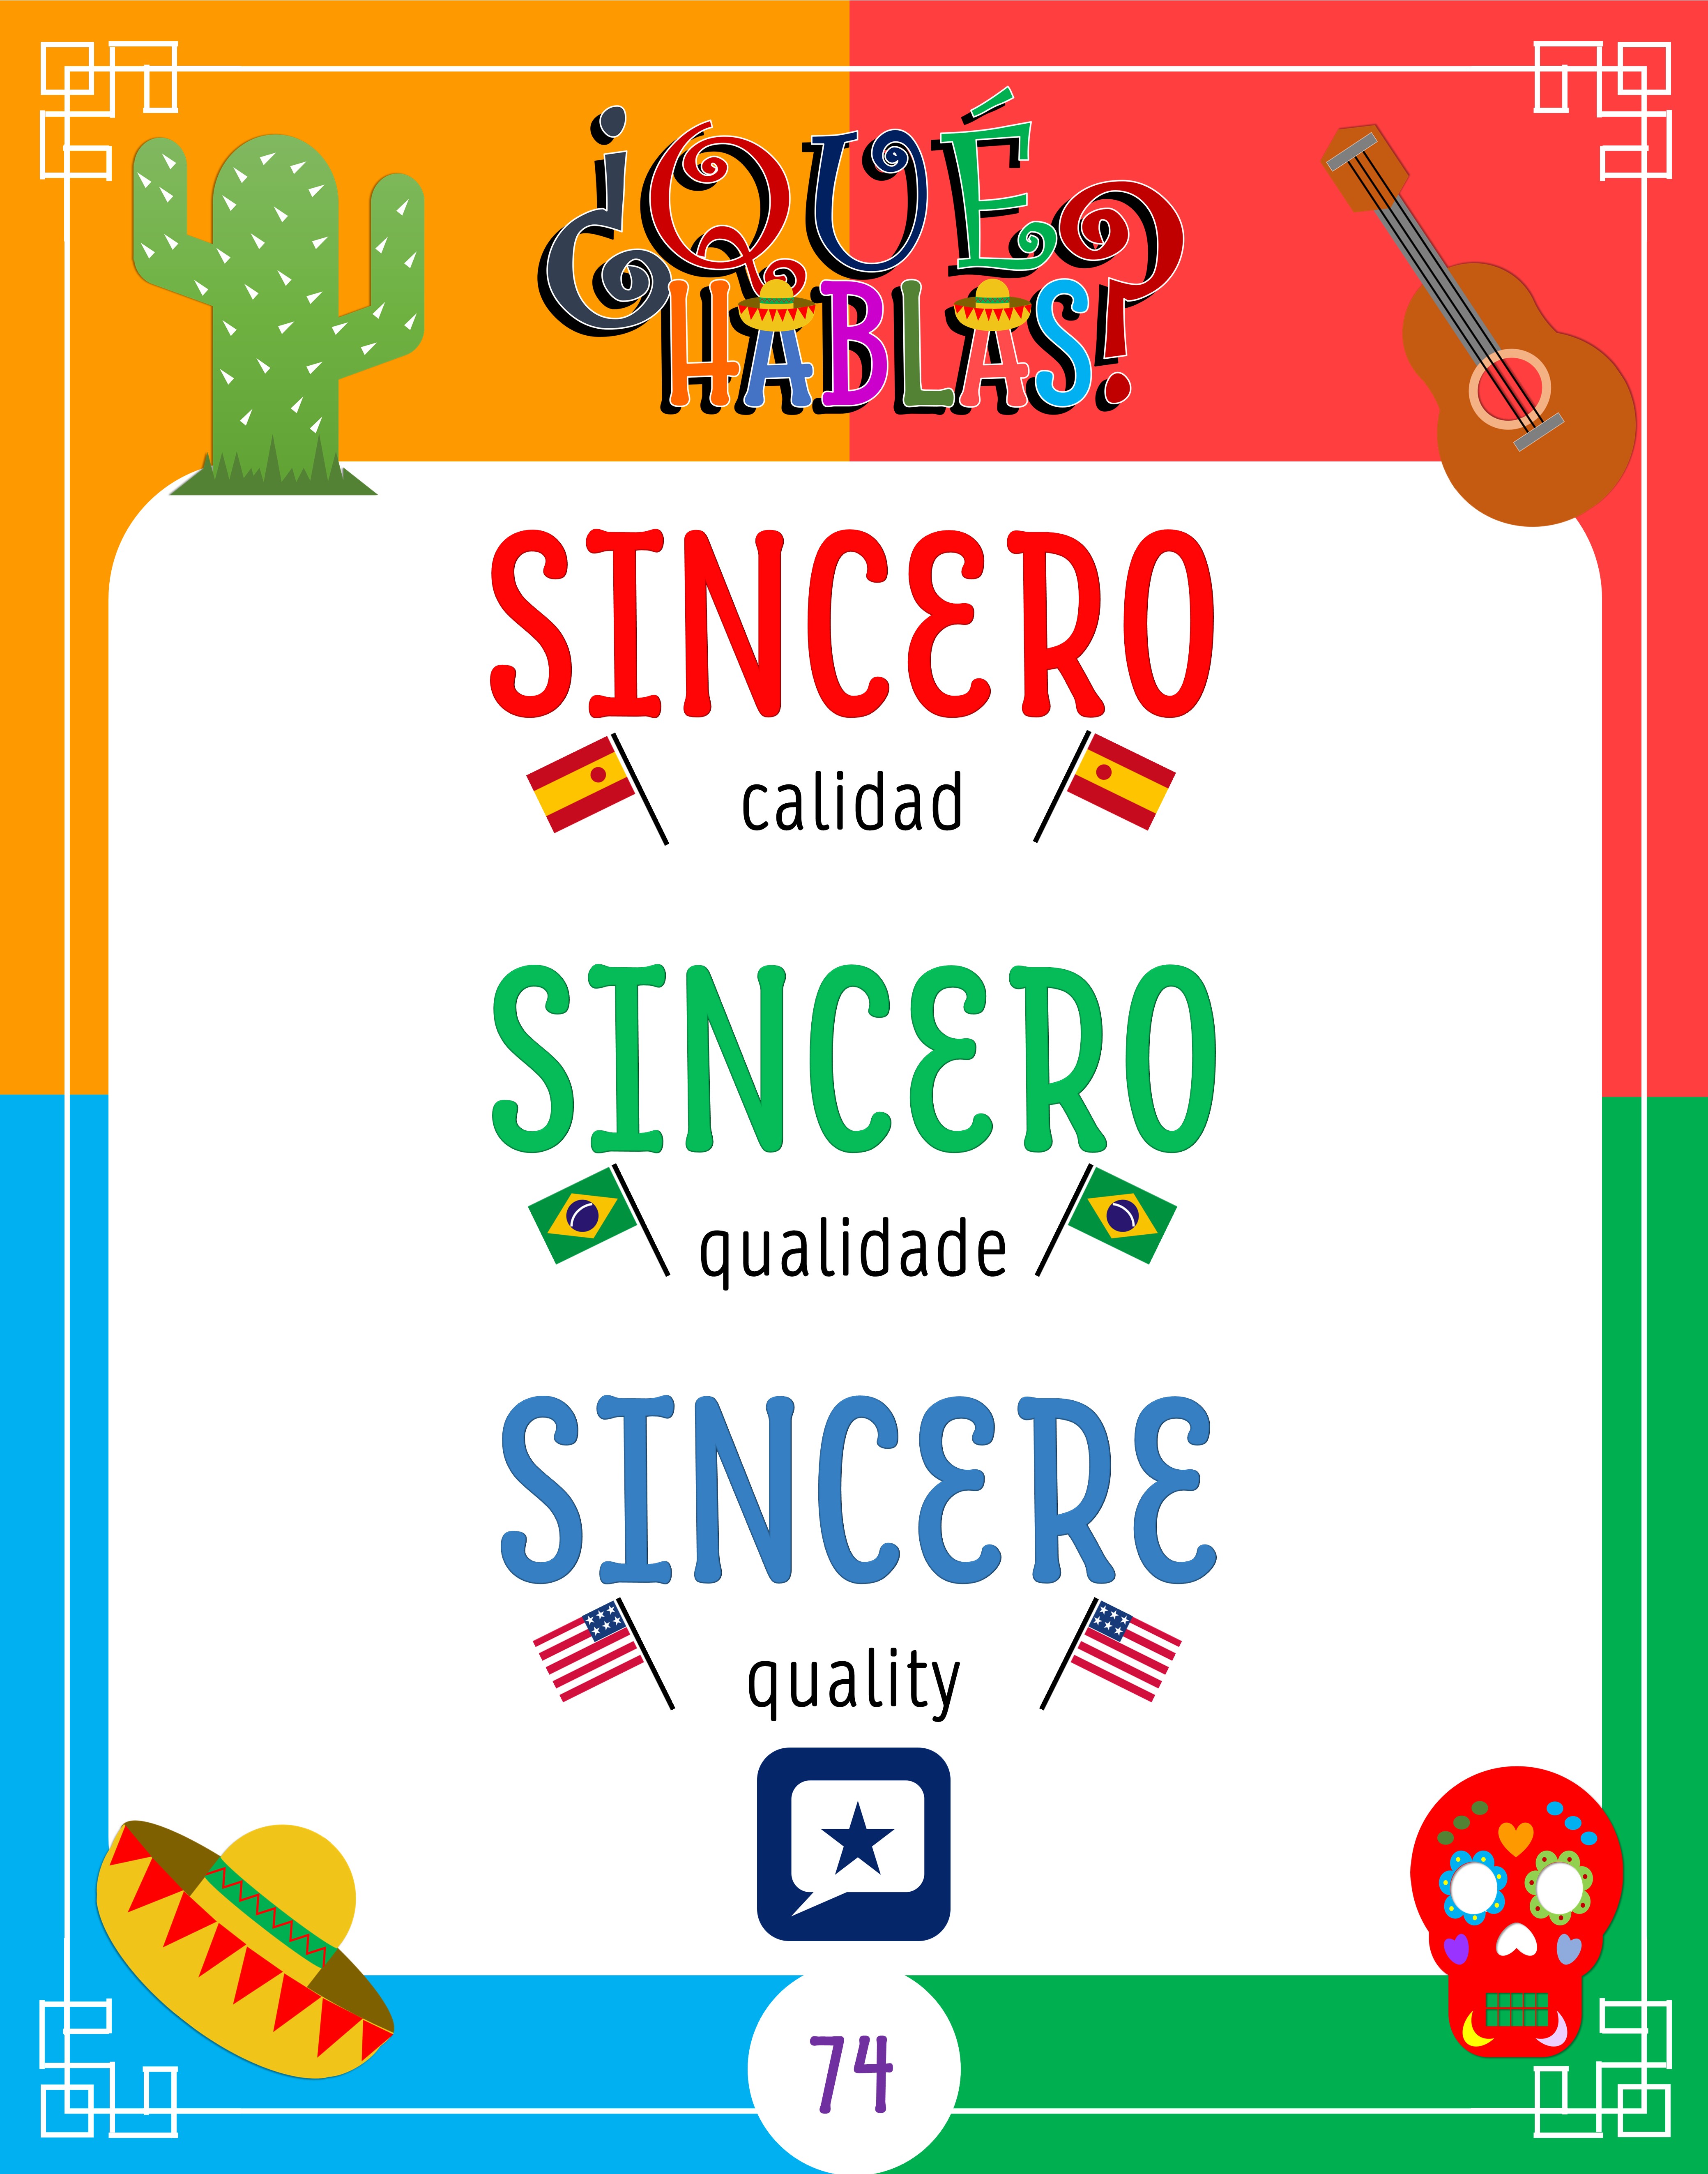 ¿QUÉ?
HABLAS!
SINCERO
calidad
SINCERO
qualidade
SINCERE
quality
74